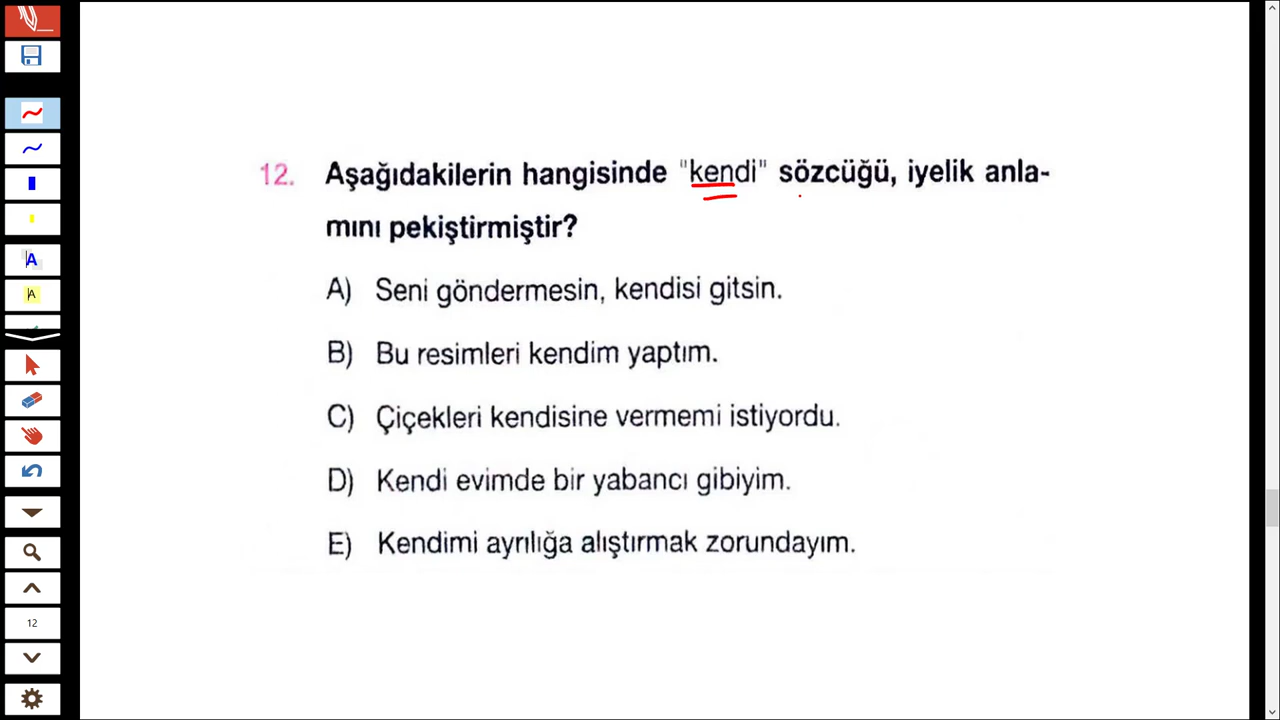 12. Aşağıdakilerin hangisinde "kendi" sözcüğü, iyelik anla-
mını pekiştirmiştir?
A) Seni göndermesin, kendisi gitsin.
B) Bu resimleri kendim yaptım.
C) Çiçekleri kendisine vermemi istiyordu.
D) Kendi evimde bir yabancı gibiyim.
E) Kendimi ayrılığa alıştırmak zorundayım.
A
A
12